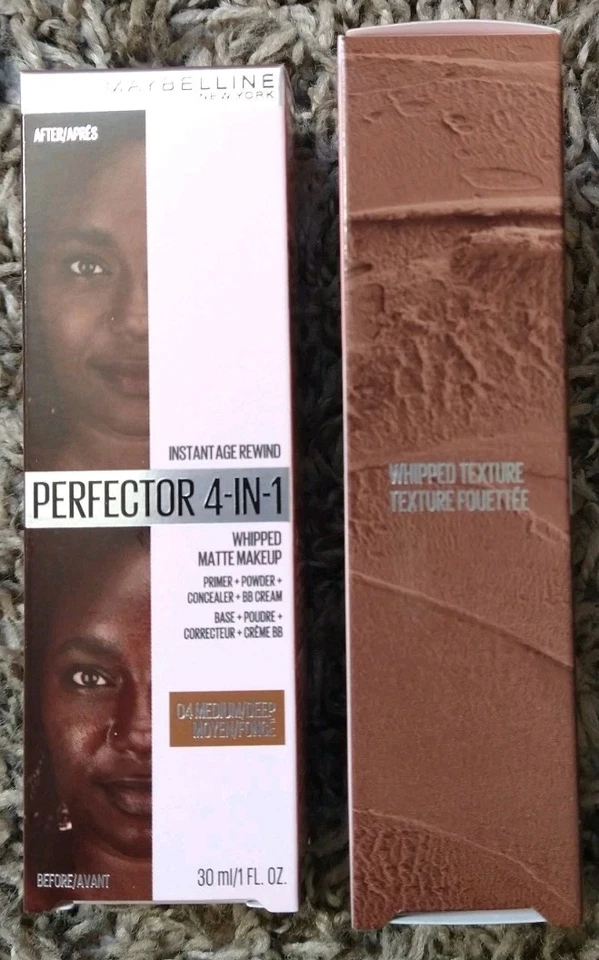 MAYBELLINE
NEW YORK
AFTER/APRÈS
INSTANT AGE REWIND
PERFECTOR 4-IN-1
WHIPPED
MATTE MAKEUP
PRIMER + POWDER +
CONCEALER + BB CREAM
BASE + POUDRE +
CORRECTEUR + CRÈME BB
04 MEDIUM/DEEP
MOYEN/FONCÉ
BEFORE/AVANT
30 ml/1 FL. OZ.
WHIPPED TEXTURE
TEXTURE FOUETTÉE